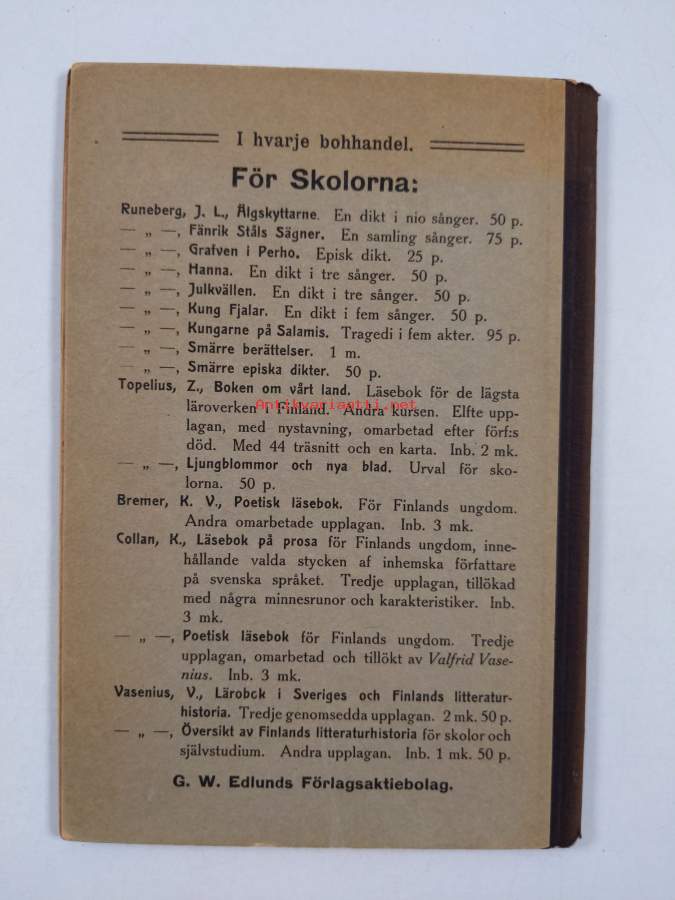 I hvarje bohhandel.
För Skolorna:
Runeberg, J. L., Älgskyttarne. En dikt i nio sånger. 50 p.
— „ —, Fänrik Ståls Sägner. En samling sånger. 75 p.
— „ —, Grafven i Perho. Episk dikt. 25 p.
— „ —, Hanna. En dikt i tre sånger. 50 p.
— „ —, Julkvällen. En dikt i tre sånger. 50 p.
— „ —, Kung Fjalar. En dikt i fem sånger. 50 p.
— „ —, Kungarne på Salamis. Tragedi i fem akter. 95 p.
— „ —, Smärre berättelser. 1 m.
— „ —, Smärre episka dikter. 50 p.
Topelius, Z., Boken om vårt land. Läsebok för de lägsta
läroverken i Finland. Andra kursen. Elfte upp-
Antikvariaatti.net
lagan, med nystavning, omarbetad efter förf:s
död. Med 44 träsnitt och en karta. Inb. 2 mk.
— „ —, Ljungblommor och nya blad. Urval för sko-
lorna. 50 p.
Bremer, K. V., Poetisk läsebok. För Finlands ungdom.
Andra omarbetade upplagan. Inb. 3 mk.
Collan, K., Läsebok på prosa för Finlands ungdom, inne-
hållande valda stycken af inhemska författare
på svenska språket. Tredje upplagan, tillökad
med några minnesrunor och karakteristiker. Inb.
3 mk.
— „ —, Poetisk läsebok för Finlands ungdom. Tredje
upplagan, omarbetad och tillökt av Valfrid Vase-
nius. Inb. 3 mk.
Vasenius, V., Lärobok i Sveriges och Finlands litteratur-
historia. Tredje genomsedda upplagan. 2 mk. 50 p.
— „ —, Översikt av Finlands litteraturhistoria för skolor och
självstudium. Andra upplagan. Inb. 1 mk. 50 p.
G. W. Edlunds Förlagsaktiebolag.